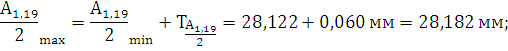 A₁,₁₉/2 max = A₁,₁₉/2 min + T A₁,₁₉/2 = 28,122 + 0,060 мм = 28,182 мм;